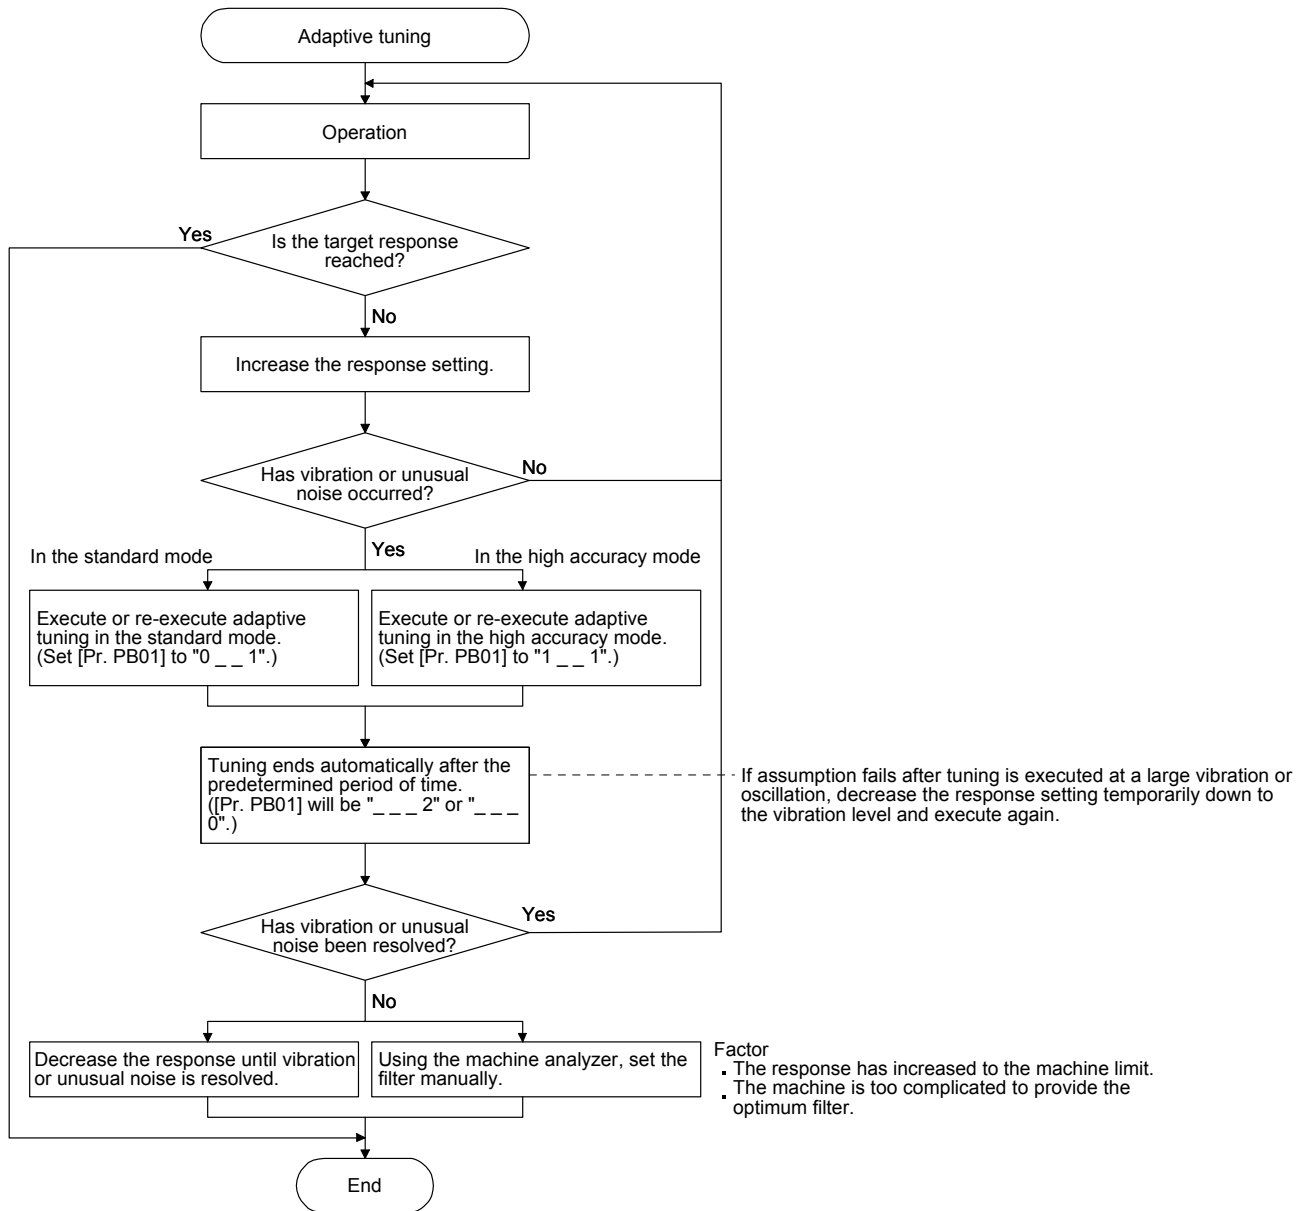 Adaptive tuning
Operation
Yes
Is the target response
reached?
No
Increase the response setting.
Has vibration or unusual
noise occurred?
No
Yes
In the standard mode
In the high accuracy mode
Execute or re-execute adaptive
tuning in the standard mode.
(Set [Pr. PB01] to "0 _ _ 1".)
Execute or re-execute adaptive
tuning in the high accuracy mode.
(Set [Pr. PB01] to "1 _ _ 1".)
Tuning ends automatically after the
predetermined period of time.
([Pr. PB01] will be "_ _ _ 2" or "_ _ _
0".)
If assumption fails after tuning is executed at a large vibration or
oscillation, decrease the response setting temporarily down to
the vibration level and execute again.
Has vibration or unusual
noise been resolved?
Yes
No
Decrease the response until vibration
or unusual noise is resolved.
Using the machine analyzer, set the
filter manually.
Factor
. The response has increased to the machine limit.
. The machine is too complicated to provide the
. optimum filter.
End